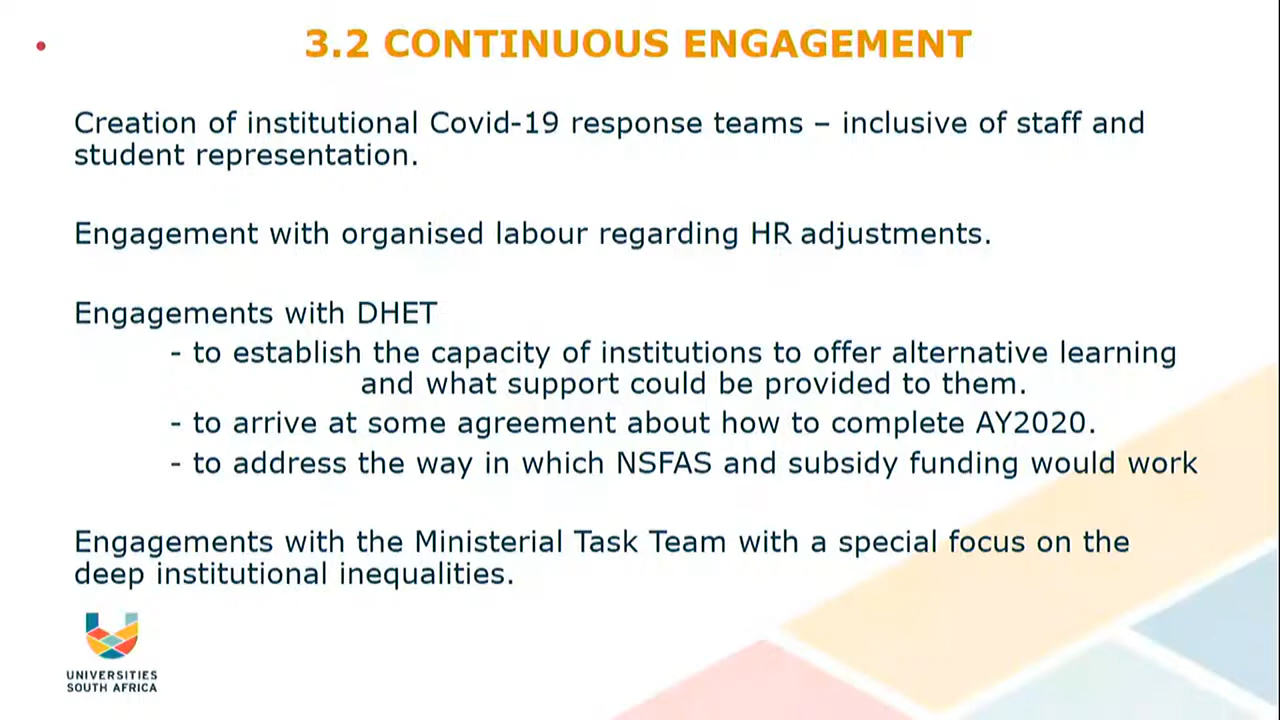 3.2 CONTINUOUS ENGAGEMENT
Creation of institutional Covid-19 response teams – inclusive of staff and
student representation.
Engagement with organised labour regarding HR adjustments.
Engagements with DHET
- to establish the capacity of institutions to offer alternative learning
and what support could be provided to them.
- to arrive at some agreement about how to complete AY2020.
- to address the way in which NSFAS and subsidy funding would work
Engagements with the Ministerial Task Team with a special focus on the
deep institutional inequalities.
UNIVERSITIES
SOUTH AFRICA